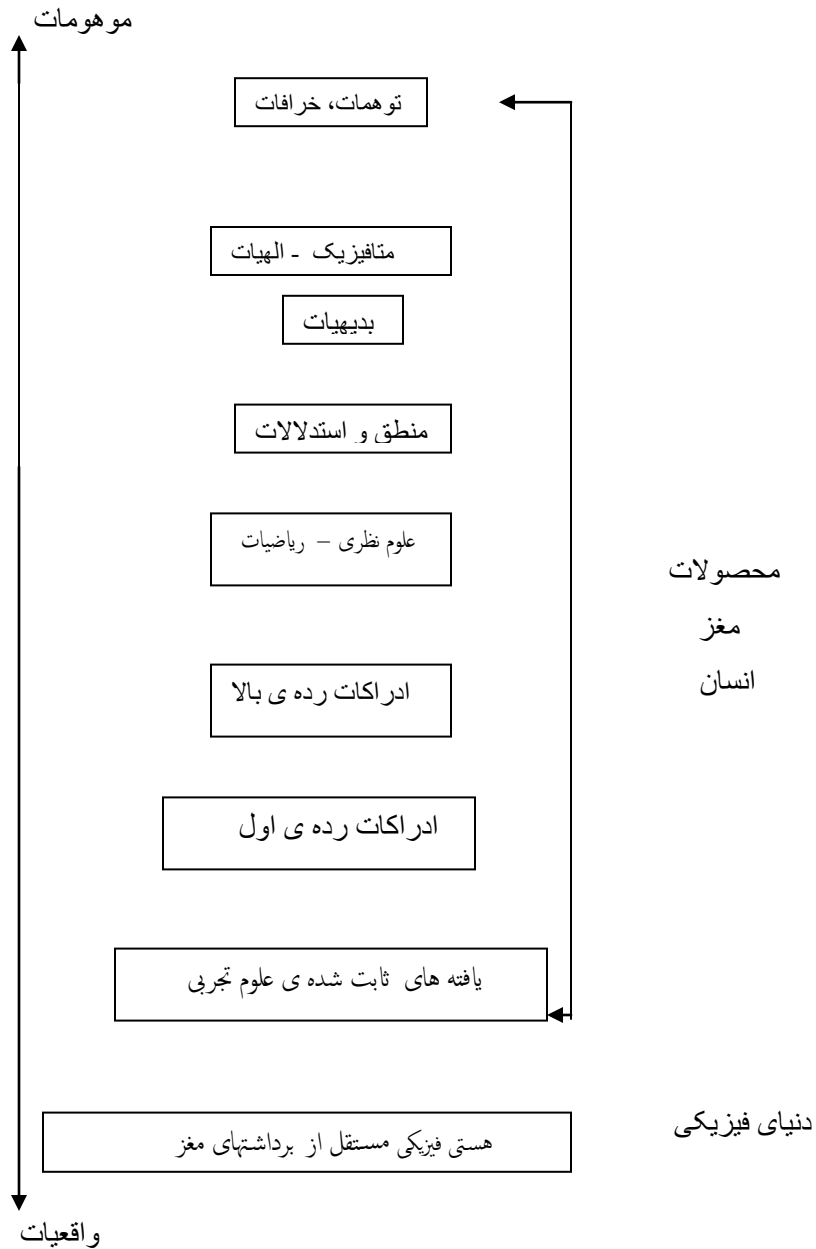 موهومات
توهمات، خرافات
متافیزیک - الهیات
بدیهیات
منطق و استدلالات
علوم نظری – ریاضیات
محصولات
مغز
انسان
ادراکات رده ی بالا
ادراکات رده ی اول
یافته های ثابت شده ی علوم تجربی
دنیای فیزیکی
هستی فیزیکی مستقل از برداشتهای مغز
واقعیات